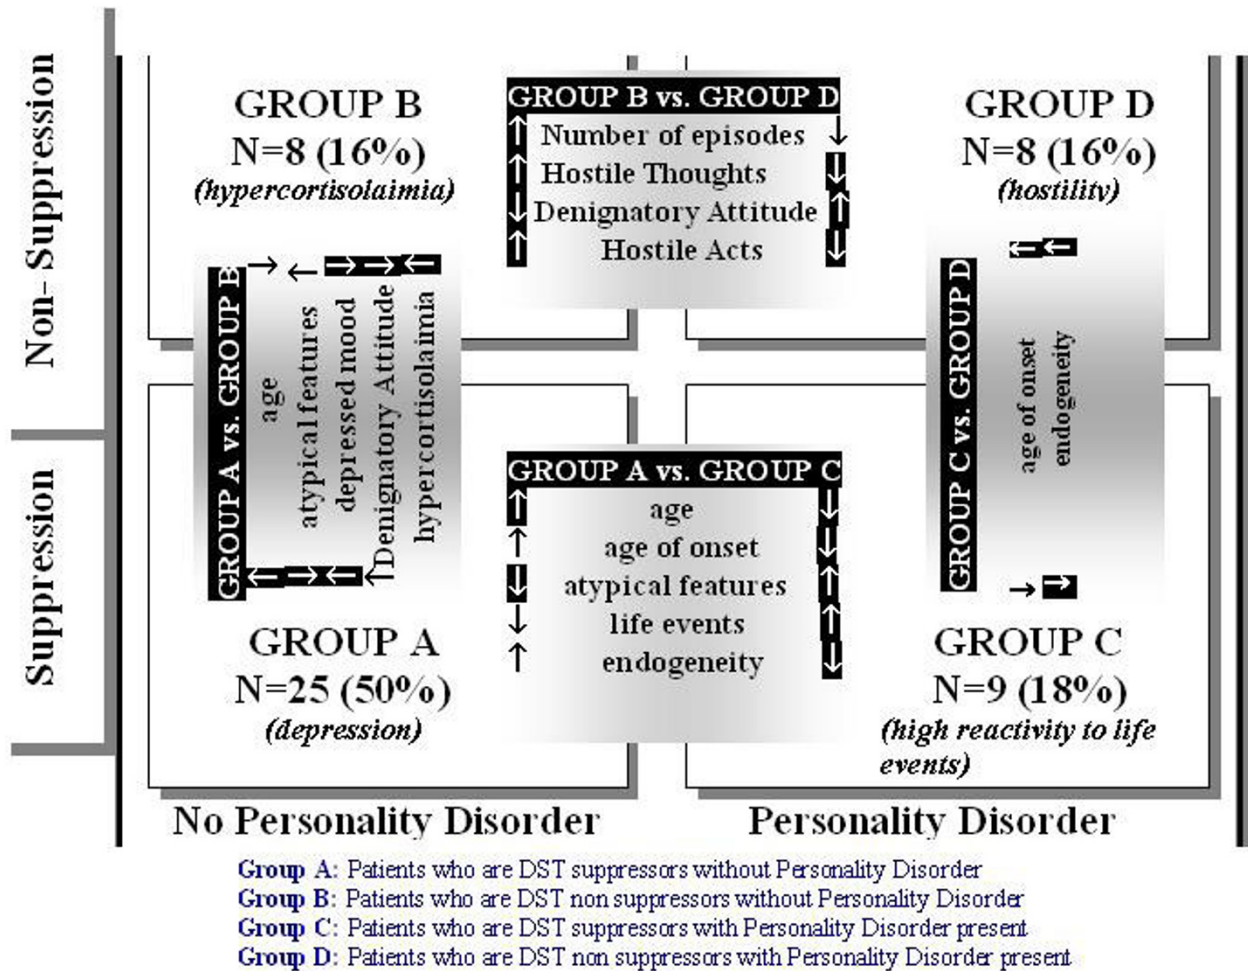 Non- Suppression
Suppression
GROUP B
N=8 (16%)
(hypercortisolaimia)
GROUP B vs. GROUP D
↑ Number of episodes ↓
↑ Hostile Thoughts ↓
↓ Denignatory Attitude ↑
↑ Hostile Acts ↓
GROUP D
N=8 (16%)
(hostility)
GROUP A vs. GROUP B
age
atypical features
depressed mood
Denignatory Attitude
hypercortisolaimia
GROUP C vs. GROUP D
age of onset
endogeneity
GROUP A vs. GROUP C
↑ age ↓
↑ age of onset ↓
↓ atypical features ↑
↓ life events ↑
↑ endogeneity ↓
GROUP A
N=25 (50%)
(depression)
GROUP C
N=9 (18%)
(high reactivity to life
events)
No Personality Disorder
Personality Disorder
Group A: Patients who are DST suppressors without Personality Disorder
Group B: Patients who are DST non suppressors without Personality Disorder
Group C: Patients who are DST suppressors with Personality Disorder present
Group D: Patients who are DST non suppressors with Personality Disorder present